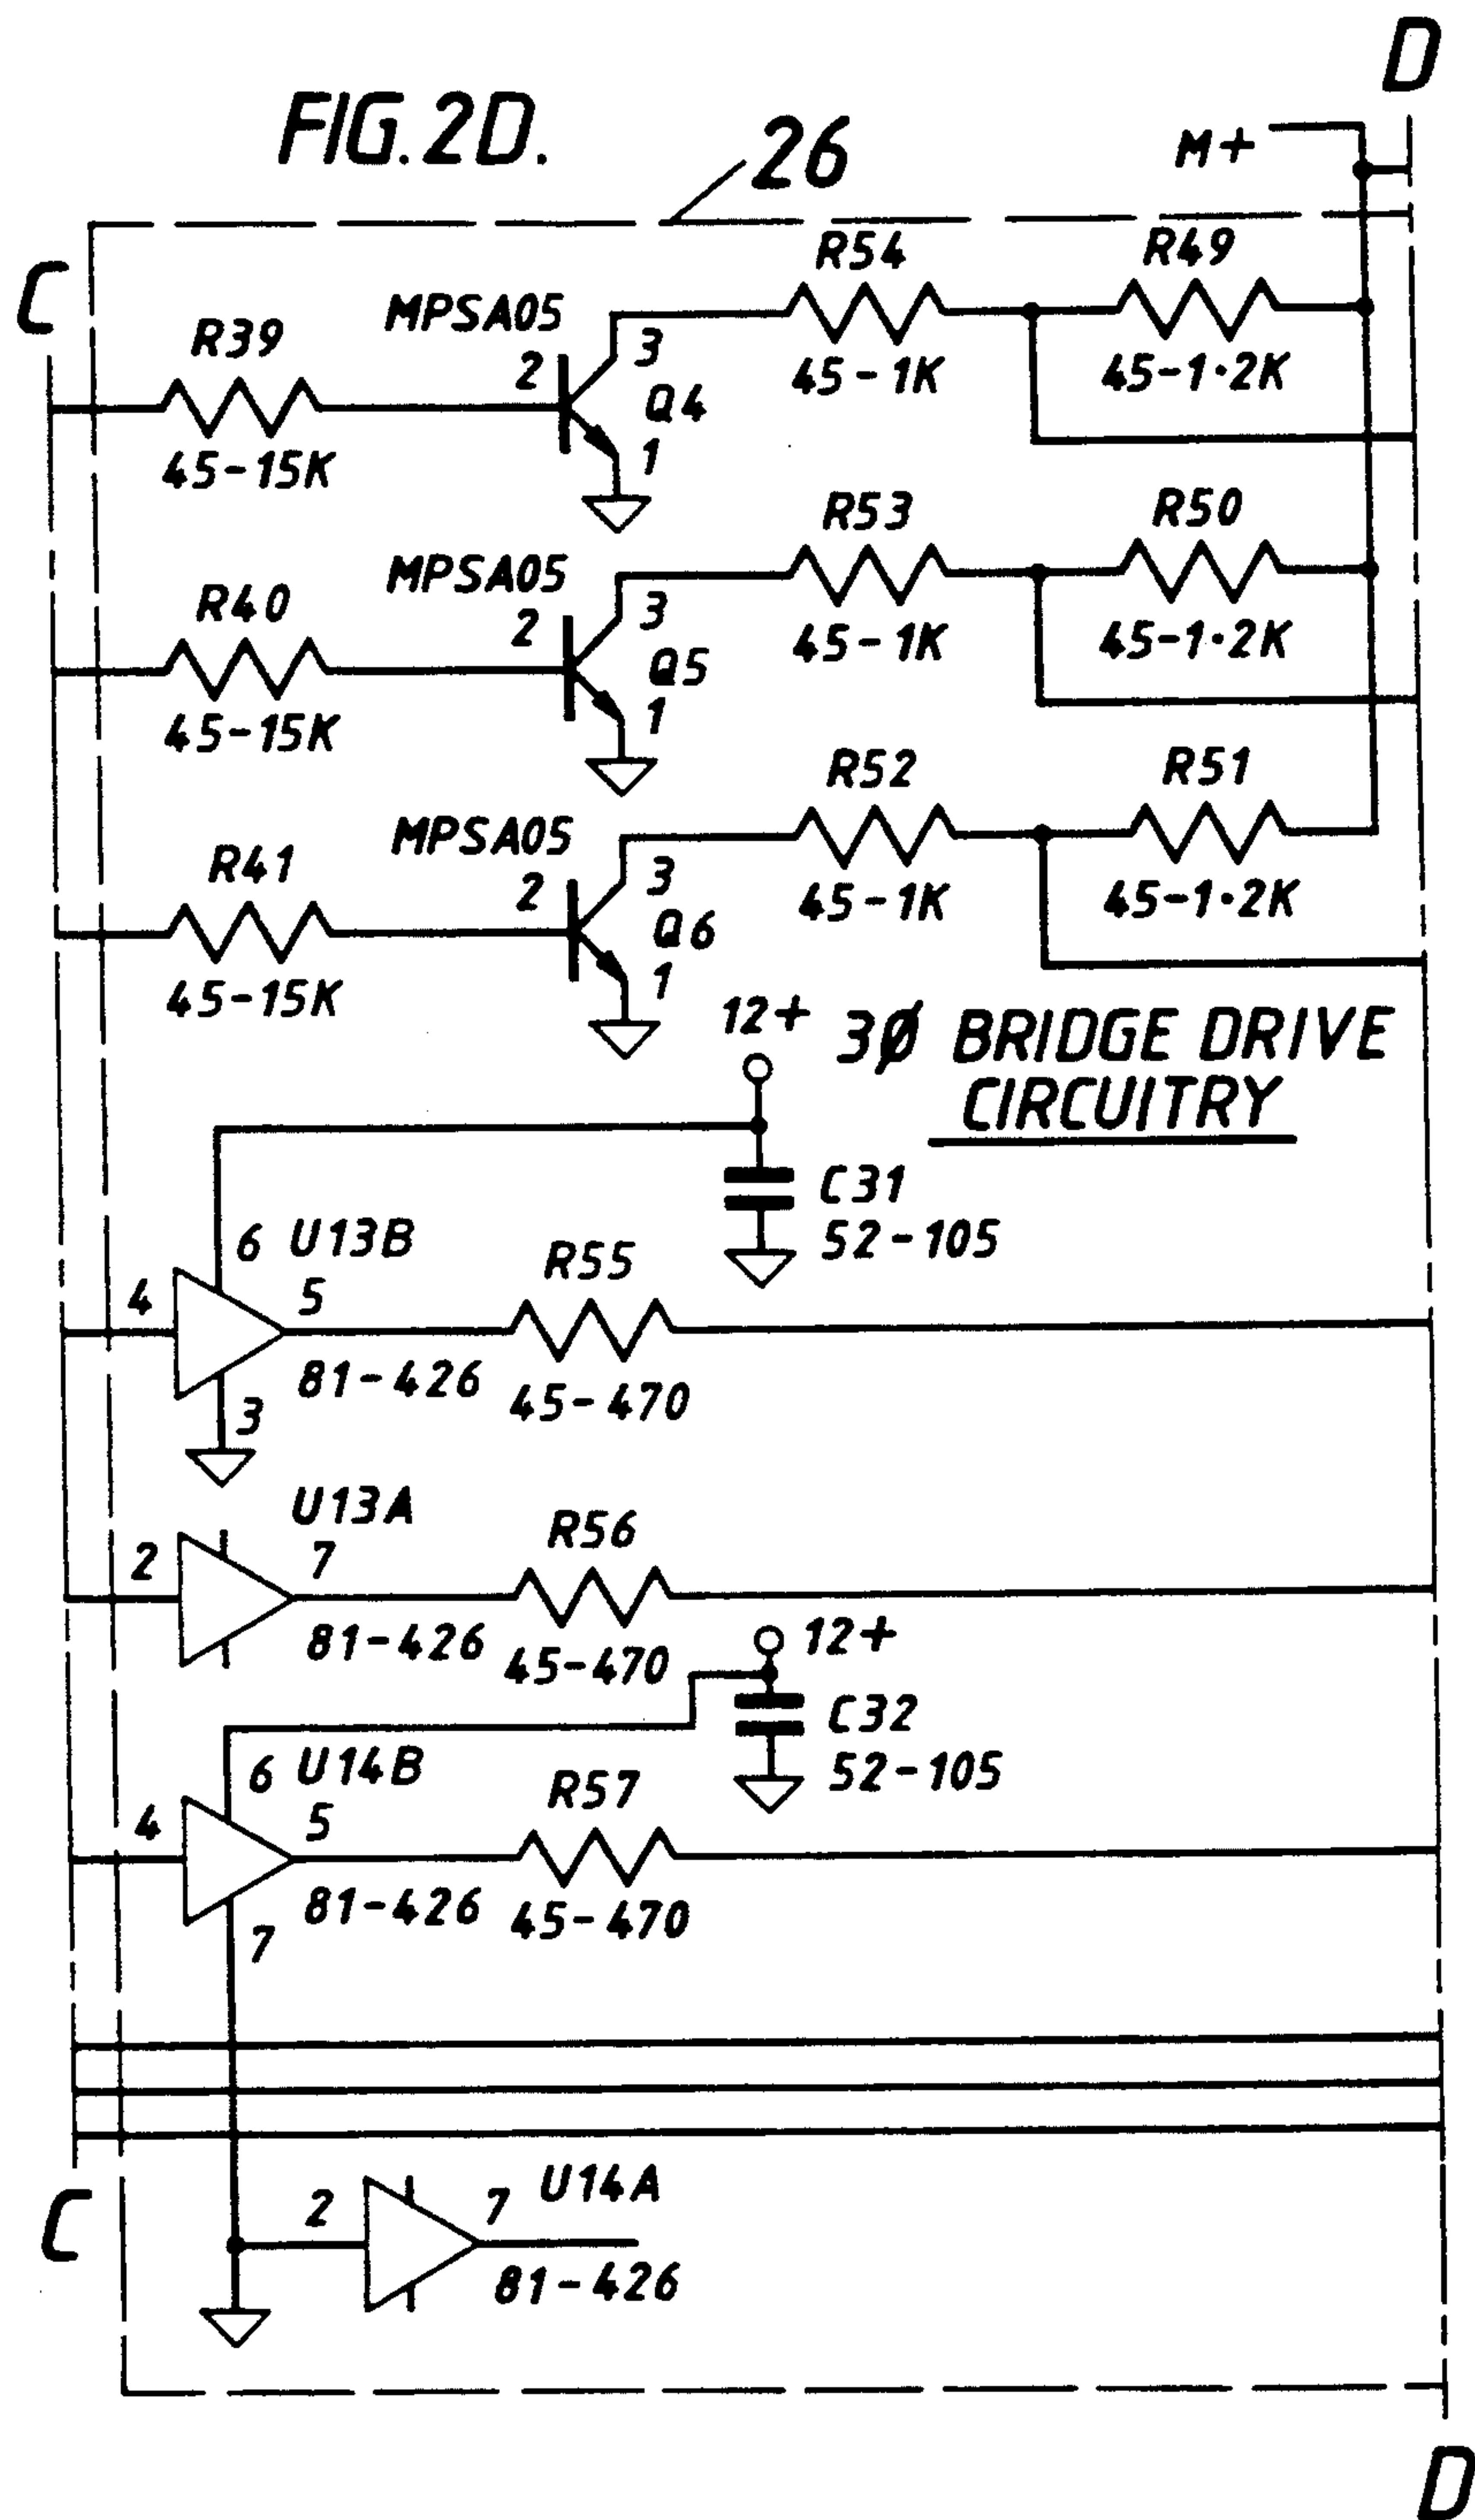 D
FIG. 2D.
26
M+
C
R54
R49
MPSA05
R39
2
3
45-1K
45-1·2K
Q4
45-15K
1
R53
R50
MPSA05
R40
2
3
45-1K
45-1·2K
Q5
45-15K
1
R52
R51
MPSA05
R41
2
3
45-1K
45-1·2K
Q6
45-15K
1
12+
3Ø BRIDGE DRIVE
CIRCUITRY
C31
52-105
6 U13B
R55
4
5
81-426
45-470
3
U13A
R56
2
7
81-426
45-470
12+
C32
52-105
6 U14B
R57
4
5
81-426
45-470
7
C
2
7
U14A
81-426
D